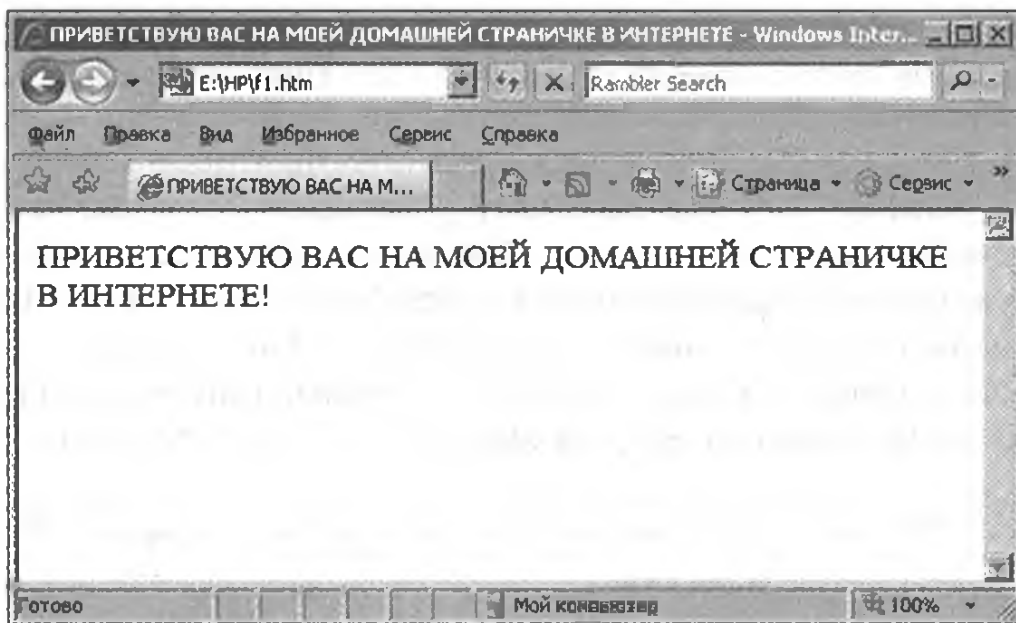 ПРИВЕТСТВУЮ ВАС НА МОЕЙ ДОМАШНЕЙ СТРАНИЧКЕ В ИНТЕРНЕТЕ - Windows Inter...
E:\HP\f1.htm Rambler Search
Файл Правка Вид Избранное Сервис Справка
ПРИВЕТСТВУЮ ВАС НА М... Страница Сервис »
ПРИВЕТСТВУЮ ВАС НА МОЕЙ ДОМАШНЕЙ СТРАНИЧКЕ
В ИНТЕРНЕТЕ!
Готово Мой компьютер 100%